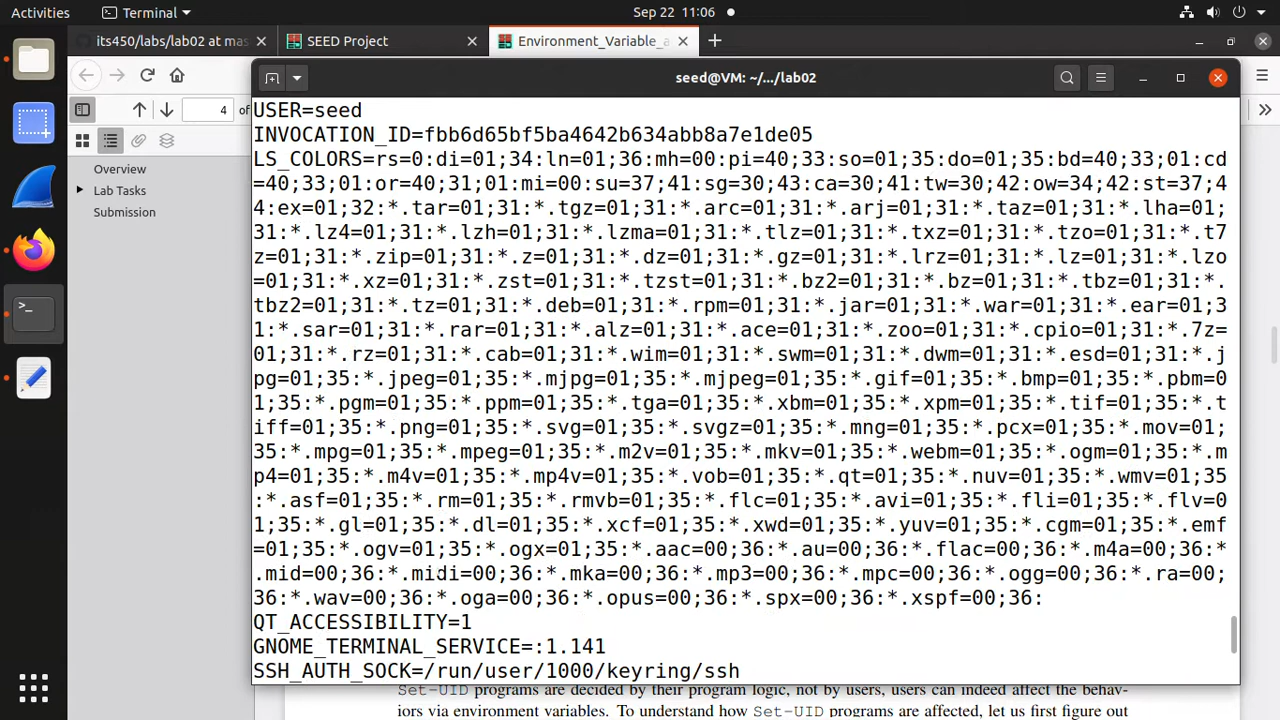 Activities
Terminal
Sep 22 11:06
its450/labs/lab02 at mas
SEED Project
Environment_Variable_a
seed@VM: ~/.../lab02
4 of
Overview
Lab Tasks
Submission
USER=seed
INVOCATION_ID=fbb6d65bf5ba4642b634abb8a7e1de05
LS_COLORS=rs=0:di=01;34:ln=01;36:mh=00:pi=40;33:so=01;35:do=01;35:bd=40;33;01:cd
=40;33;01:or=40;31;01:mi=00:su=37;41:sg=30;43:ca=30;41:tw=30;42:ow=34;42:st=37;4
4:ex=01;32:*.tar=01;31:*.tgz=01;31:*.arc=01;31:*.arj=01;31:*.taz=01;31:*.lha=01;
31:*.lz4=01;31:*.lzh=01;31:*.lzma=01;31:*.tlz=01;31:*.txz=01;31:*.tzo=01;31:*.t7
z=01;31:*.zip=01;31:*.z=01;31:*.dz=01;31:*.gz=01;31:*.lrz=01;31:*.lz=01;31:*.lzo
=01;31:*.xz=01;31:*.zst=01;31:*.tzst=01;31:*.bz2=01;31:*.bz=01;31:*.tbz=01;31:*.
tbz2=01;31:*.tz=01;31:*.deb=01;31:*.rpm=01;31:*.jar=01;31:*.war=01;31:*.ear=01;3
1:*.sar=01;31:*.rar=01;31:*.alz=01;31:*.ace=01;31:*.zoo=01;31:*.cpio=01;31:*.7z=
01;31:*.rz=01;31:*.cab=01;31:*.wim=01;31:*.swm=01;31:*.dwm=01;31:*.esd=01;31:*.j
pg=01;35:*.jpeg=01;35:*.mjpg=01;35:*.mjpeg=01;35:*.gif=01;35:*.bmp=01;35:*.pbm=0
1;35:*.pgm=01;35:*.ppm=01;35:*.tga=01;35:*.xbm=01;35:*.xpm=01;35:*.tif=01;35:*.t
iff=01;35:*.png=01;35:*.svg=01;35:*.svgz=01;35:*.mng=01;35:*.pcx=01;35:*.mov=01;
35:*.mpg=01;35:*.mpeg=01;35:*.m2v=01;35:*.mkv=01;35:*.webm=01;35:*.ogm=01;35:*.m
p4=01;35:*.m4v=01;35:*.mp4v=01;35:*.vob=01;35:*.qt=01;35:*.nuv=01;35:*.wmv=01;35
:*.asf=01;35:*.rm=01;35:*.rmvb=01;35:*.flc=01;35:*.avi=01;35:*.fli=01;35:*.flv=0
1;35:*.gl=01;35:*.dl=01;35:*.xcf=01;35:*.xwd=01;35:*.yuv=01;35:*.cgm=01;35:*.emf
=01;35:*.ogv=01;35:*.ogx=01;35:*.aac=00;36:*.au=00;36:*.flac=00;36:*.m4a=00;36:*
.mid=00;36:*.midi=00;36:*.mka=00;36:*.mp3=00;36:*.mpc=00;36:*.ogg=00;36:*.ra=00;
36:*.wav=00;36:*.oga=00;36:*.opus=00;36:*.spx=00;36:*.xspf=00;36:
QT_ACCESSIBILITY=1
GNOME_TERMINAL_SERVICE=:1.141
SSH_AUTH_SOCK=/run/user/1000/keyring/ssh
Set-UID programs are decided by their program logic, not by users, users can indeed affect the behav-
iors via environment variables. To understand how Set-UID programs are affected, let us first figure out